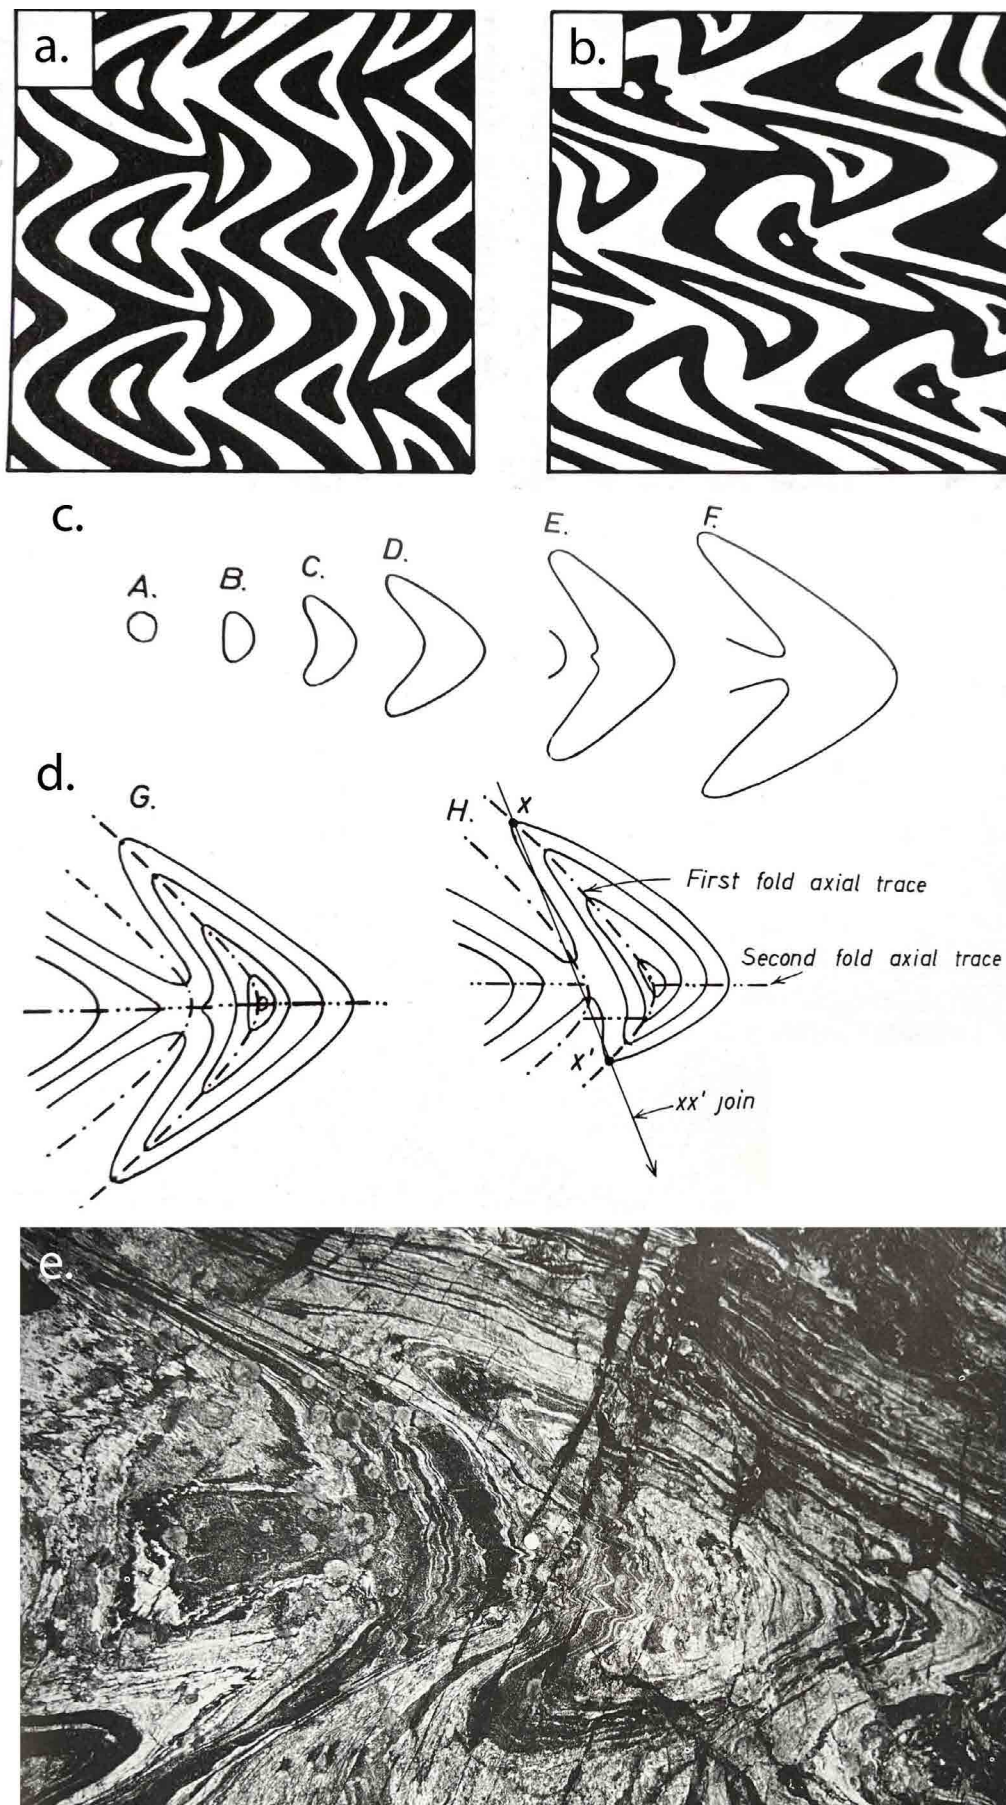 a.
b.
c.
A.
B.
C.
D.
E.
F.
d.
G.
H.
X
First fold axial trace
Second fold axial trace
X'
xx' join
e.